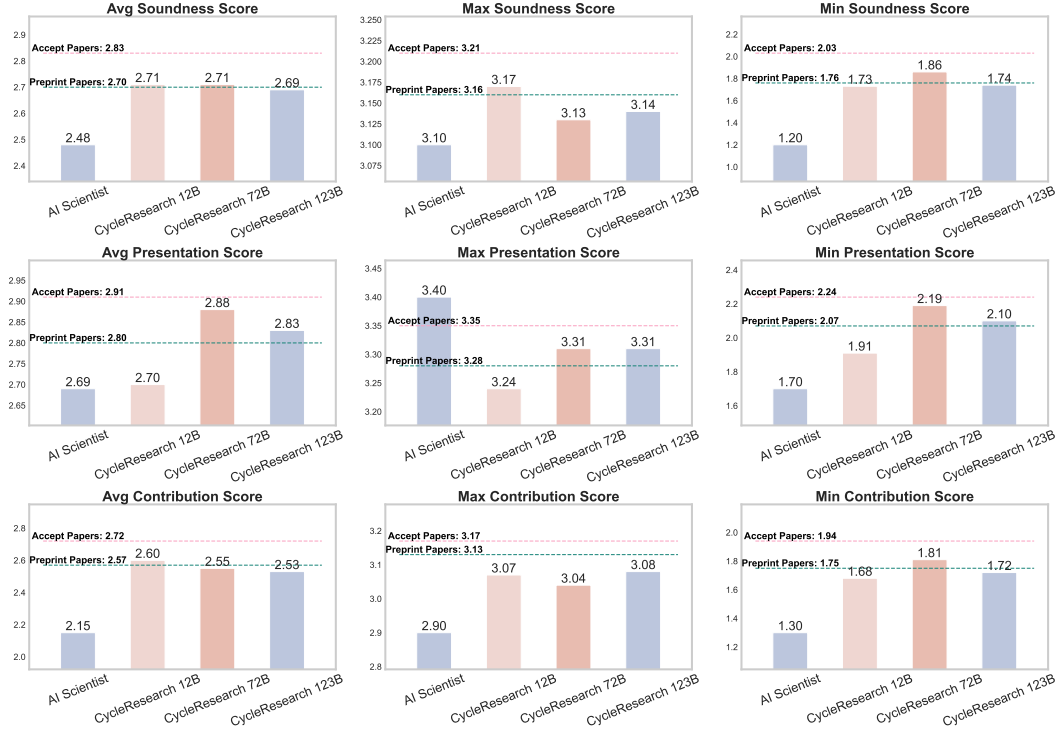 Avg Soundness Score
2.9
2.8
2.7
2.6
2.5
2.4
Accept Papers: 2.83
Preprint Papers: 2.70
2.48
2.71
2.71
2.69
AI Scientist
CycleResearch 12B
CycleResearch 72B
CycleResearch 123B
Max Soundness Score
3.250
3.225
3.200
3.175
3.150
3.125
3.100
3.075
Accept Papers: 3.21
Preprint Papers: 3.16
3.10
3.17
3.13
3.14
AI Scientist
CycleResearch 12B
CycleResearch 72B
CycleResearch 123B
Min Soundness Score
2.2
2.0
1.8
1.6
1.4
1.2
1.0
Accept Papers: 2.03
Preprint Papers: 1.76
1.20
1.73
1.86
1.74
AI Scientist
CycleResearch 12B
CycleResearch 72B
CycleResearch 123B
Avg Presentation Score
2.95
2.90
2.85
2.80
2.75
2.70
2.65
Accept Papers: 2.91
Preprint Papers: 2.80
2.69
2.70
2.88
2.83
AI Scientist
CycleResearch 12B
CycleResearch 72B
CycleResearch 123B
Max Presentation Score
3.45
3.40
3.35
3.30
3.25
3.20
Accept Papers: 3.35
Preprint Papers: 3.28
3.40
3.24
3.31
3.31
AI Scientist
CycleResearch 12B
CycleResearch 72B
CycleResearch 123B
Min Presentation Score
2.4
2.2
2.0
1.8
1.6
Accept Papers: 2.24
Preprint Papers: 2.07
1.70
1.91
2.19
2.10
AI Scientist
CycleResearch 12B
CycleResearch 72B
CycleResearch 123B
Avg Contribution Score
2.8
2.6
2.4
2.2
2.0
Accept Papers: 2.72
Preprint Papers: 2.57
2.15
2.60
2.55
2.53
AI Scientist
CycleResearch 12B
CycleResearch 72B
CycleResearch 123B
Max Contribution Score
3.2
3.1
3.0
2.9
2.8
Accept Papers: 3.17
Preprint Papers: 3.13
2.90
3.07
3.04
3.08
AI Scientist
CycleResearch 12B
CycleResearch 72B
CycleResearch 123B
Min Contribution Score
2.0
1.8
1.6
1.4
1.2
Accept Papers: 1.94
Preprint Papers: 1.75
1.30
1.68
1.81
1.72
AI Scientist
CycleResearch 12B
CycleResearch 72B
CycleResearch 123B